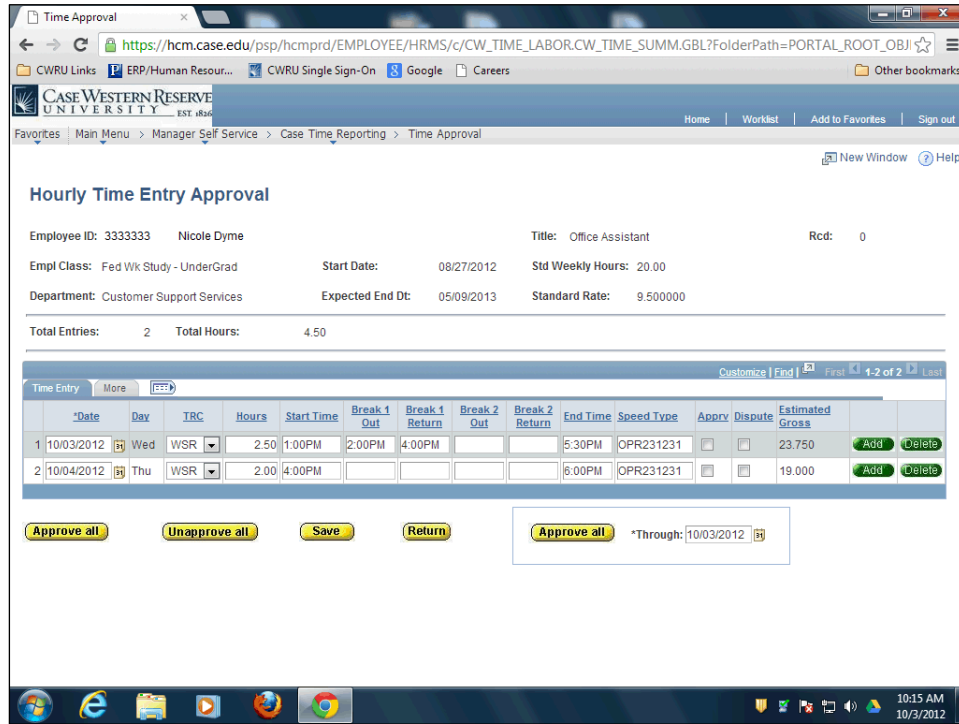 Time Approval
https://hcm.case.edu/psp/hcmprd/EMPLOYEE/HRMS/c/CW_TIME_LABOR.CW_TIME_SUMM.GBL?FolderPath=PORTAL_ROOT_OBJ
CWRU Links ERP/Human Resour... CWRU Single Sign-On Google Careers Other bookmarks
CASE WESTERN RESERVE
UNIVERSITY EST. 1826
Home | Worklist | Add to Favorites | Sign out
Favorites Main Menu > Manager Self Service > Case Time Reporting > Time Approval
New Window ? Help
Hourly Time Entry Approval
Employee ID: 3333333 Nicole Dyme Title: Office Assistant Rcd: 0
Empl Class: Fed Wk Study - UnderGrad Start Date: 08/27/2012 Std Weekly Hours: 20.00
Department: Customer Support Services Expected End Dt: 05/09/2013 Standard Rate: 9.500000
Total Entries: 2 Total Hours: 4.50
Customize | Find | First 1-2 of 2 Last
Time Entry More
*Date Day TRC Hours Start Time Break 1 Out Break 1 Return Break 2 Out Break 2 Return End Time Speed Type Apprv Dispute Estimated Gross
1 10/03/2012 31 Wed WSR 2.50 1:00PM 2:00PM 4:00PM 5:30PM OPR231231 23.750 Add Delete
2 10/04/2012 31 Thu WSR 2.00 4:00PM 6:00PM OPR231231 19.000 Add Delete
Approve all Unapprove all Save Return Approve all *Through: 10/03/2012 31
10:15 AM
10/3/2012